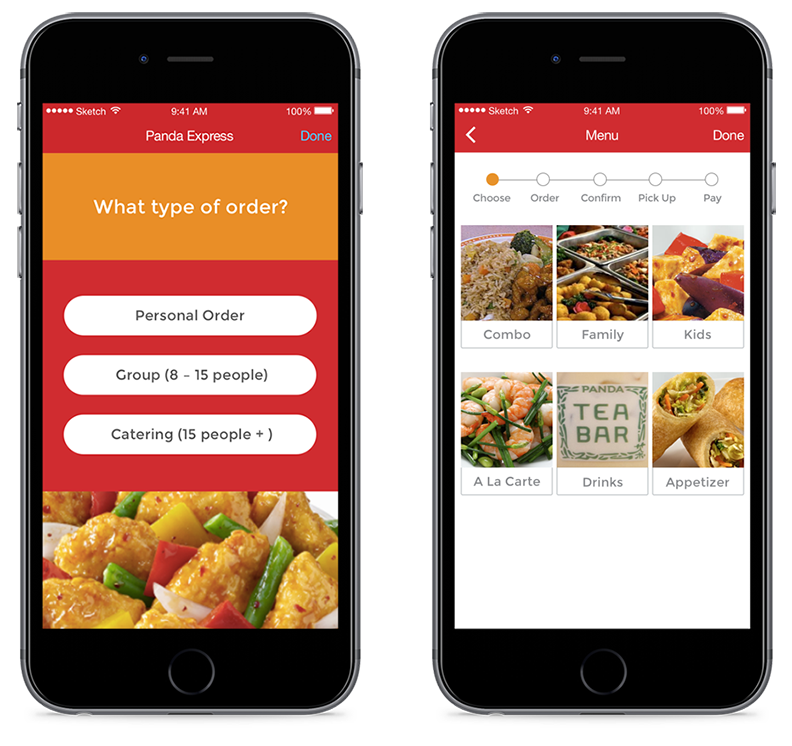 Sketch 9:41 AM 100%
Panda Express Done
What type of order?
Personal Order
Group (8 – 15 people)
Catering (15 people + )
Sketch 9:41 AM 100%
Menu Done
Choose Order Confirm Pick Up Pay
Combo Family Kids
PANDA
TEA
BAR
A La Carte Drinks Appetizer